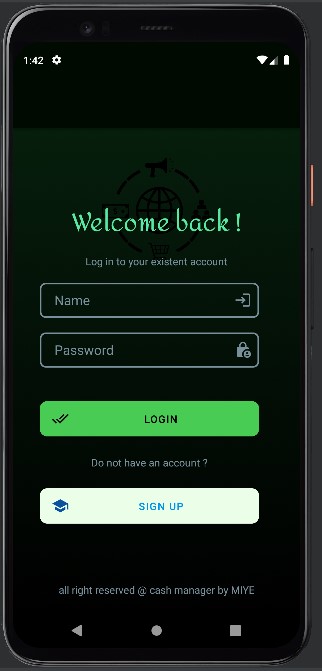 1:42
Welcome back !
Log in to your existent account
Name
Password
LOGIN
Do not have an account ?
SIGN UP
all right reserved @ cash manager by MIYE